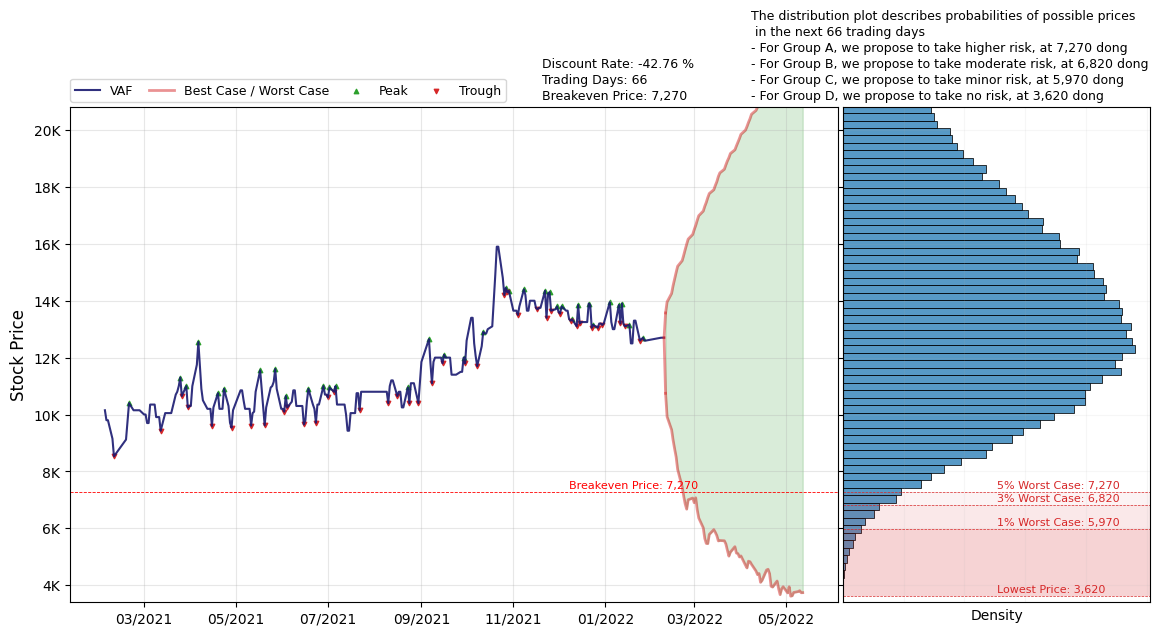 The distribution plot describes probabilities of possible prices
in the next 66 trading days
- For Group A, we propose to take higher risk, at 7,270 dong
- For Group B, we propose to take moderate risk, at 6,820 dong
- For Group C, we propose to take minor risk, at 5,970 dong
- For Group D, we propose to take no risk, at 3,620 dong
Discount Rate: -42.76 %
Trading Days: 66
Breakeven Price: 7,270
VAF
Best Case / Worst Case
Peak
Trough
Stock Price
20K
18K
16K
14K
12K
10K
8K
6K
4K
Breakeven Price: 7,270
03/2021
05/2021
07/2021
09/2021
11/2021
01/2022
03/2022
05/2022
5% Worst Case: 7,270
3% Worst Case: 6,820
1% Worst Case: 5,970
Lowest Price: 3,620
Density